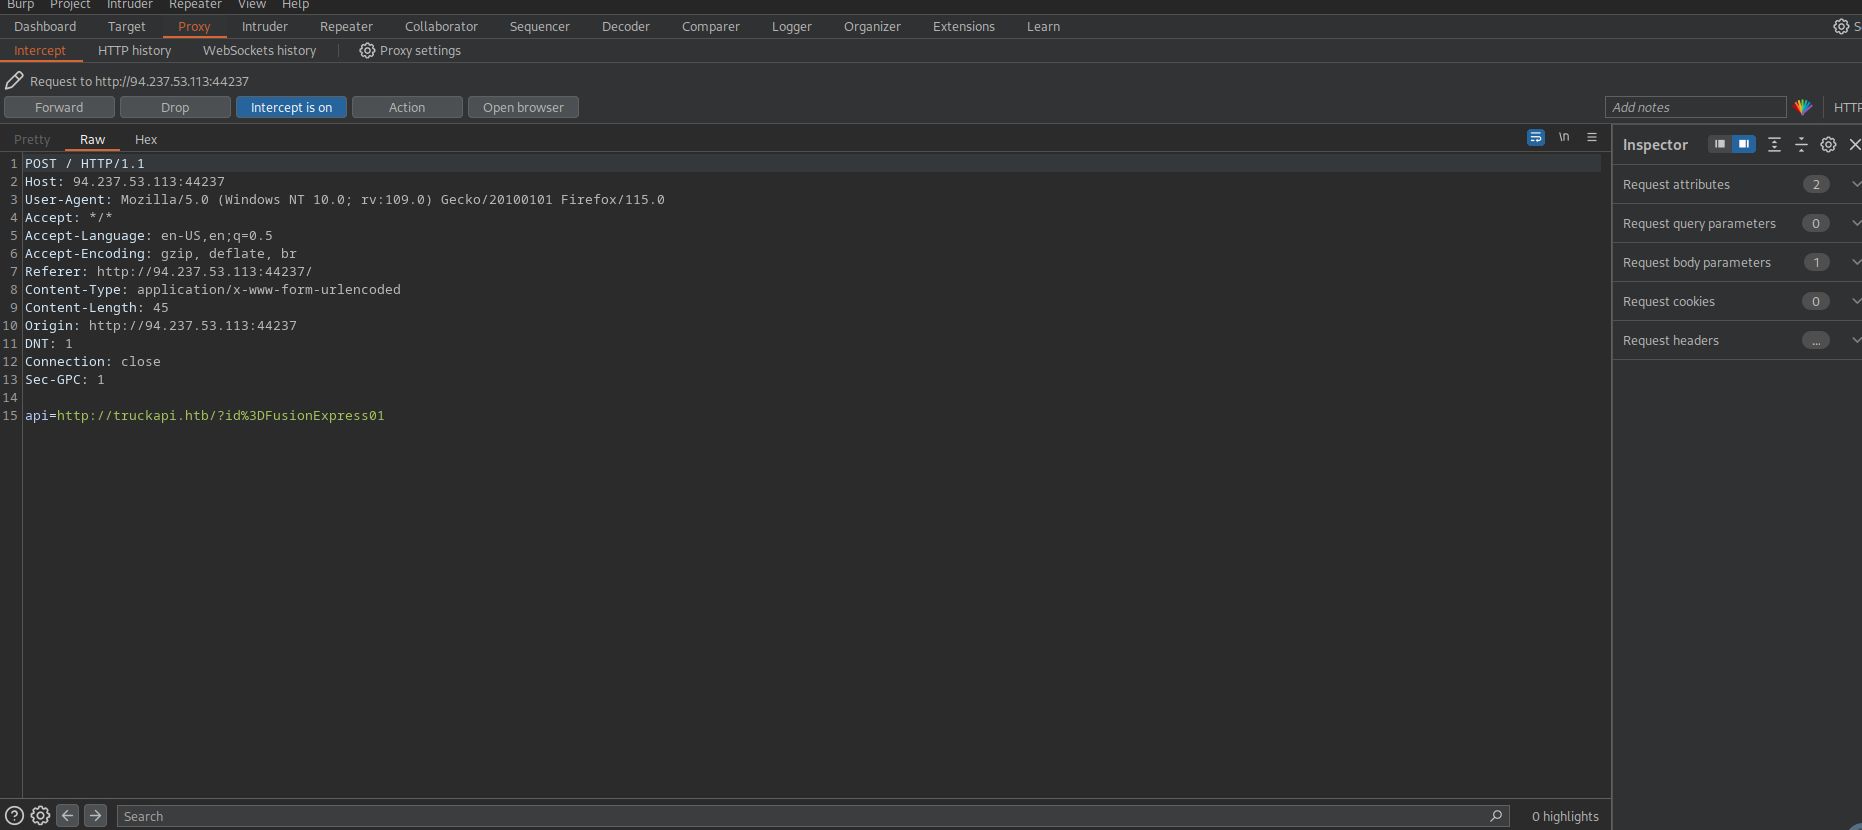 Burp Project Intruder Repeater View Help
Dashboard Target Proxy Intruder Repeater Collaborator Sequencer Decoder Comparer Logger Organizer Extensions Learn
Intercept HTTP history WebSockets history Proxy settings
Request to http://94.237.53.113:44237
Forward Drop Intercept is on Action Open browser Add notes
Pretty Raw Hex \n
Inspector
1 POST / HTTP/1.1
2 Host: 94.237.53.113:44237
3 User-Agent: Mozilla/5.0 (Windows NT 10.0; rv:109.0) Gecko/20100101 Firefox/115.0
4 Accept: */*
5 Accept-Language: en-US,en;q=0.5
6 Accept-Encoding: gzip, deflate, br
7 Referer: http://94.237.53.113:44237/
8 Content-Type: application/x-www-form-urlencoded
9 Content-Length: 45
10 Origin: http://94.237.53.113:44237
11 DNT: 1
12 Connection: close
13 Sec-GPC: 1
14
15 api=http://truckapi.htb/?id%3DFusionExpress01
Request attributes 2
Request query parameters 0
Request body parameters 1
Request cookies 0
Request headers ...
Search 0 highlights